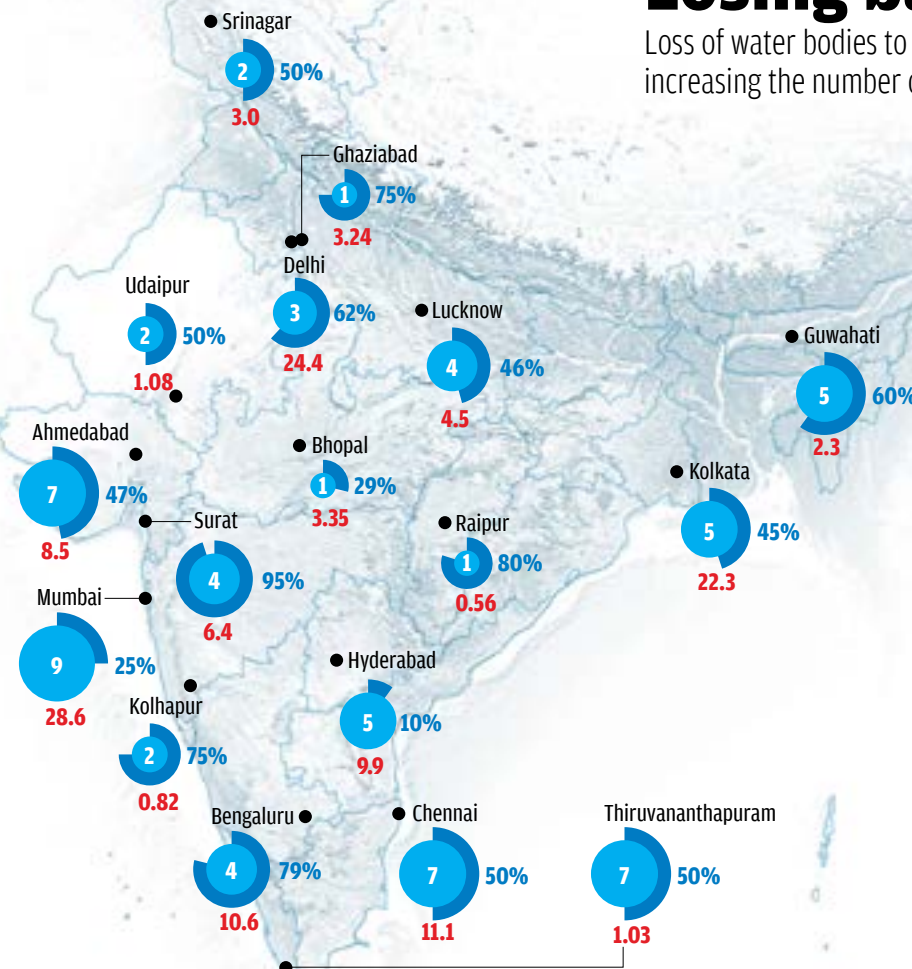 Loss of water bodies to
increasing the number
Srinagar
2
50%
3.0
Ghaziabad
1
75%
3.24
Delhi
3
62%
24.4
Udaipur
2
50%
1.08
Lucknow
4
46%
4.5
Guwahati
5
60%
2.3
Ahmedabad
7
47%
8.5
Bhopal
1
29%
3.35
Kolkata
5
45%
22.3
Surat
4
95%
6.4
Raipur
1
80%
0.56
Mumbai
9
25%
28.6
Hyderabad
5
10%
9.9
Kolhapur
2
75%
0.82
Bengaluru
4
79%
10.6
Chennai
7
50%
11.1
Thiruvananthapuram
7
50%
1.03